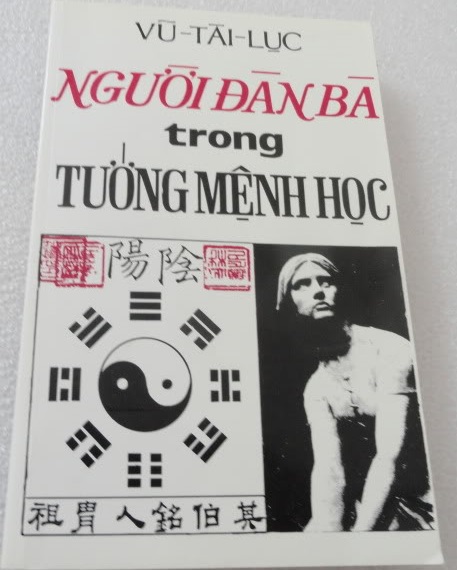 VŨ-TÀI-LỤC
NGƯỜI ĐÀN BÀ
trong
TƯỚNG MỆNH HỌC
陽陰
祖胄人銘伯其